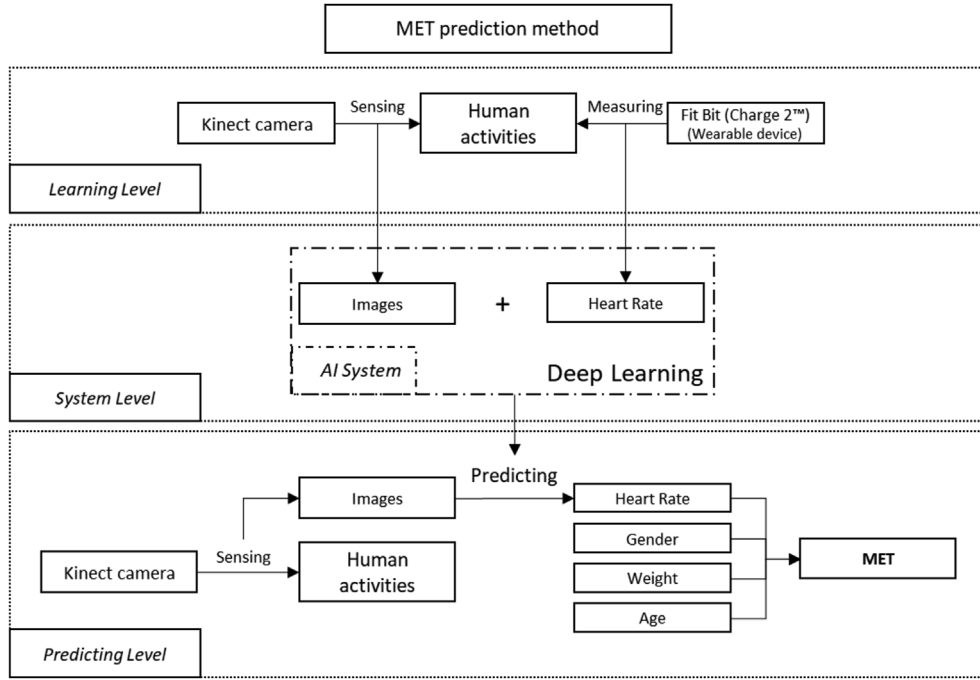 MET prediction method
Sensing
Measuring
Kinect camera
Human
activities
Fit Bit (Charge 2™)
(Wearable device)
Learning Level
Images
+
Heart Rate
AI System
Deep Learning
System Level
Predicting
Images
Heart Rate
Gender
Sensing
Human
activities
MET
Kinect camera
Weight
Age
Predicting Level